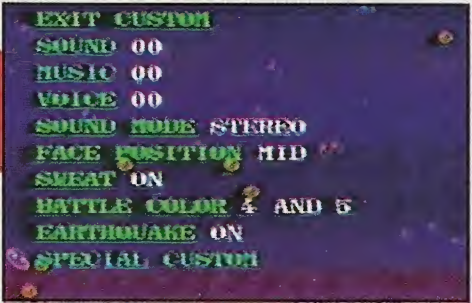 EXIT CUSTOM
SOUND 00
MUSIC 00
VOICE 00
SOUND MODE STEREO
FACE POSITION MID
SWEAT ON
BATTLE COLOR 4 AND 5
EARTHQUAKE ON
SPECIAL CUSTOM